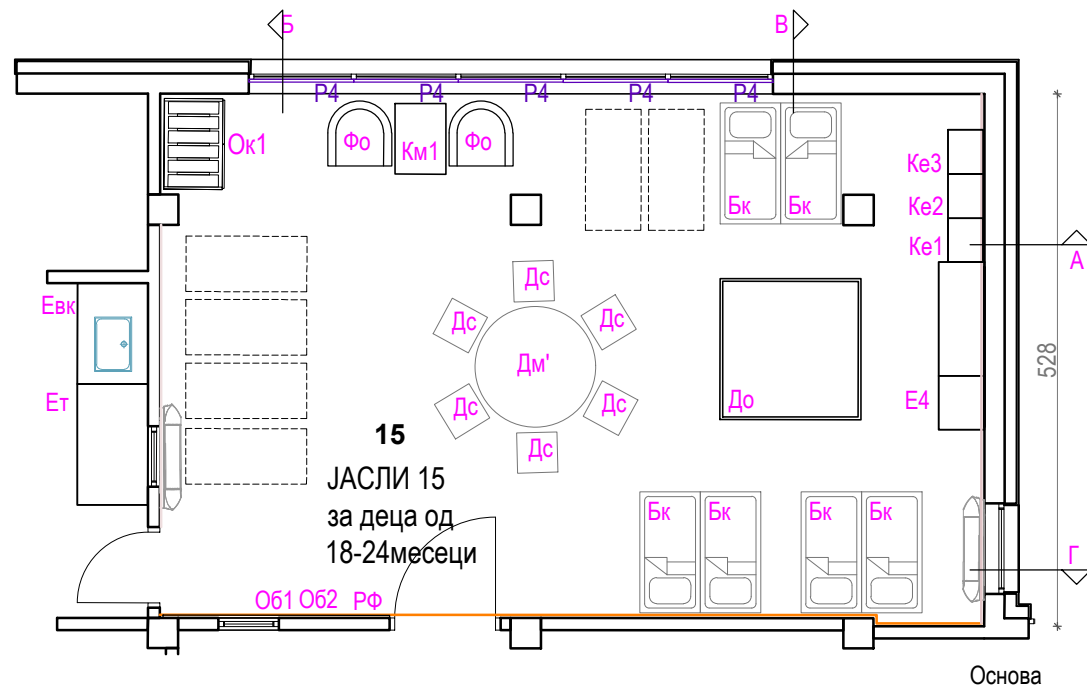 Б
В
Р4
Р4
Р4
Р4
Р4
Ок1
Фо
Км1
Фо
Бк
Бк
Ке3
Ке2
Ке1
А
Евк
Ет
Дс
Дс
Дс
Дм'
Дс
Дс
Дс
До
Е4
528
15
ЈАСЛИ 15
за деца од
18-24месеци
Бк
Бк
Бк
Бк
Г
Об1 Об2 РФ
Основа